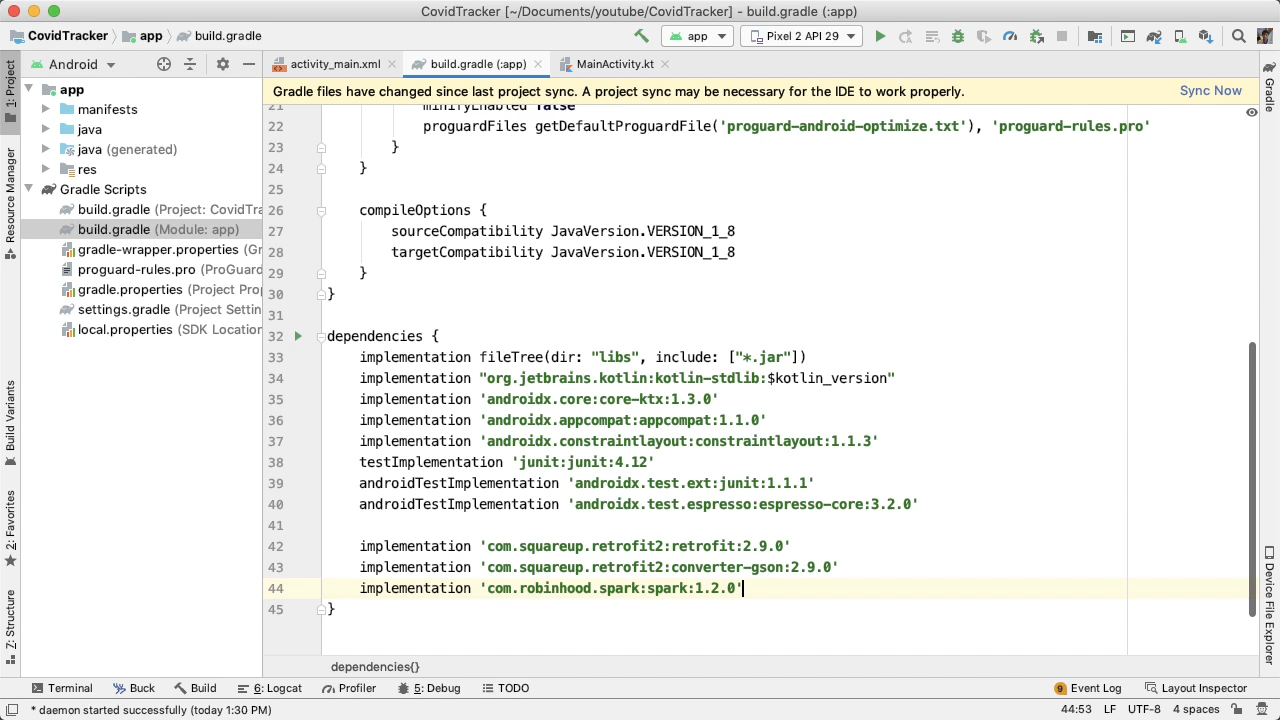 CovidTracker [~/Documents/youtube/CovidTracker] - build.gradle (:app)
CovidTracker app build.gradle
app Pixel 2 API 29
Android
activity_main.xml build.gradle (:app) MainActivity.kt
Gradle files have changed since last project sync. A project sync may be necessary for the IDE to work properly. Sync Now
1: Project
Resource Manager
Build Variants
2: Favorites
Z: Structure
app
manifests
java
java (generated)
res
Gradle Scripts
build.gradle (Project: CovidTra
build.gradle (Module: app)
gradle-wrapper.properties (Gr
proguard-rules.pro (ProGuard
gradle.properties (Project Prop
settings.gradle (Project Settin
local.properties (SDK Location
21 minifyEnabled false
22 proguardFiles getDefaultProguardFile('proguard-android-optimize.txt'), 'proguard-rules.pro'
23 }
24 }
25
26 compileOptions {
27 sourceCompatibility JavaVersion.VERSION_1_8
28 targetCompatibility JavaVersion.VERSION_1_8
29 }
30 }
31
32 dependencies {
33 implementation fileTree(dir: "libs", include: ["*.jar"])
34 implementation "org.jetbrains.kotlin:kotlin-stdlib:$kotlin_version"
35 implementation 'androidx.core:core-ktx:1.3.0'
36 implementation 'androidx.appcompat:appcompat:1.1.0'
37 implementation 'androidx.constraintlayout:constraintlayout:1.1.3'
38 testImplementation 'junit:junit:4.12'
39 androidTestImplementation 'androidx.test.ext:junit:1.1.1'
40 androidTestImplementation 'androidx.test.espresso:espresso-core:3.2.0'
41
42 implementation 'com.squareup.retrofit2:retrofit:2.9.0'
43 implementation 'com.squareup.retrofit2:converter-gson:2.9.0'
44 implementation 'com.robinhood.spark:spark:1.2.0'
45 }
dependencies{}
Gradle
Device File Explorer
Terminal Buck Build 6: Logcat Profiler 5: Debug TODO 9 Event Log Layout Inspector
* daemon started successfully (today 1:30 PM) 44:53 LF UTF-8 4 spaces